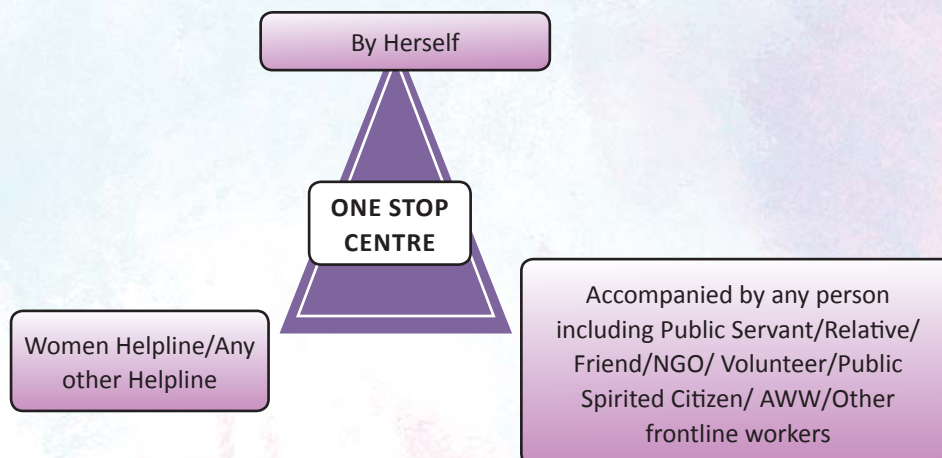 By Herself
ONE STOP
CENTRE
Women Helpline/Any
other Helpline
Accompanied by any person
including Public Servant/Relative/
Friend/NGO/ Volunteer/Public
Spirited Citizen/ AWW/Other
frontline workers